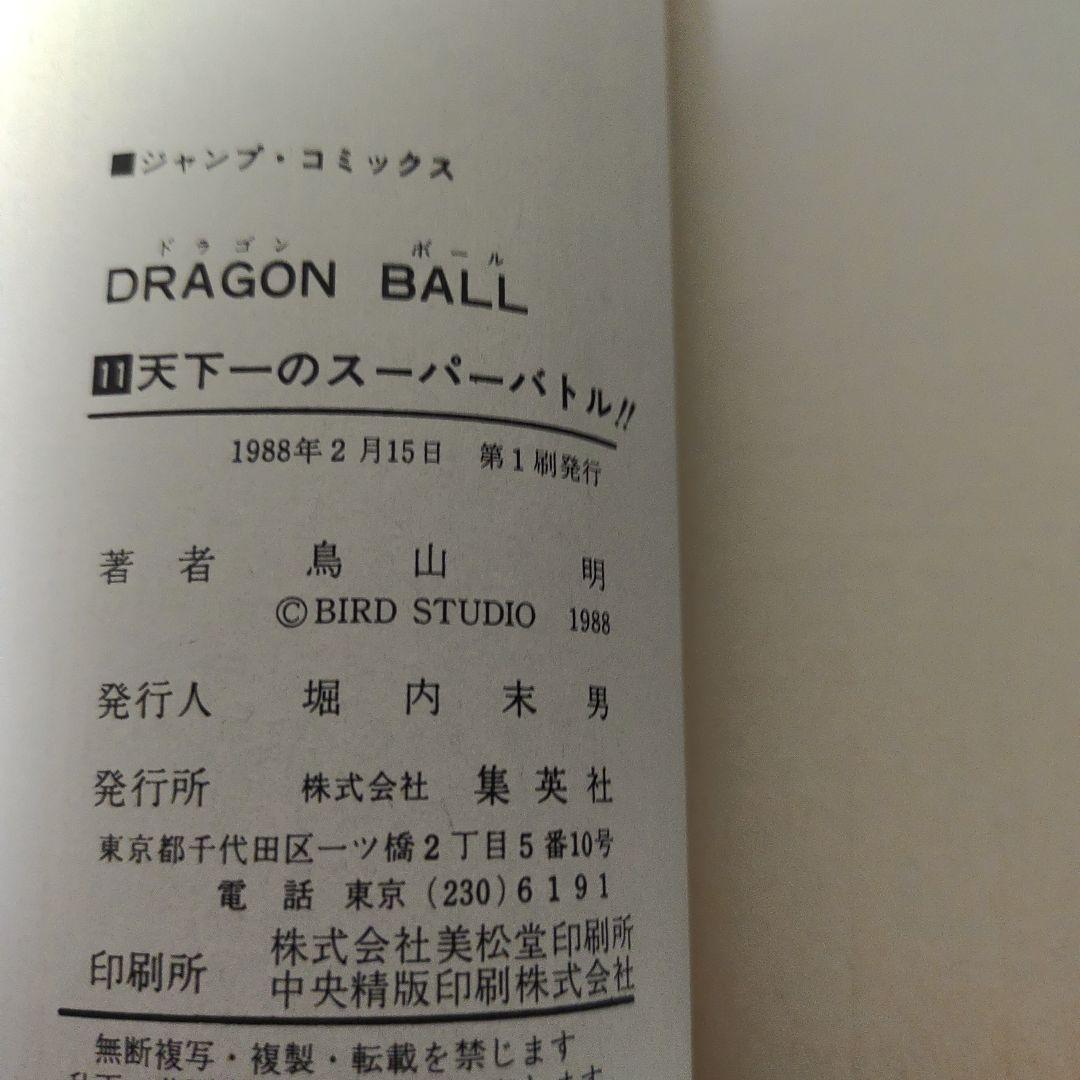 ■ジャンプ・コミックス
ドラゴン ボール
DRAGON BALL
11天下一のスーパーバトル!!
1988年2月15日 第1刷発行
著者 鳥山 明
©BIRD STUDIO 1988
発行人 堀内末男
発行所 株式会社 集英社
東京都千代田区一ツ橋2丁目5番10号
電話 東京(230)6191
印刷所 株式会社美松堂印刷所
中央精版印刷株式会社
無断複写・複製・転載を禁じます